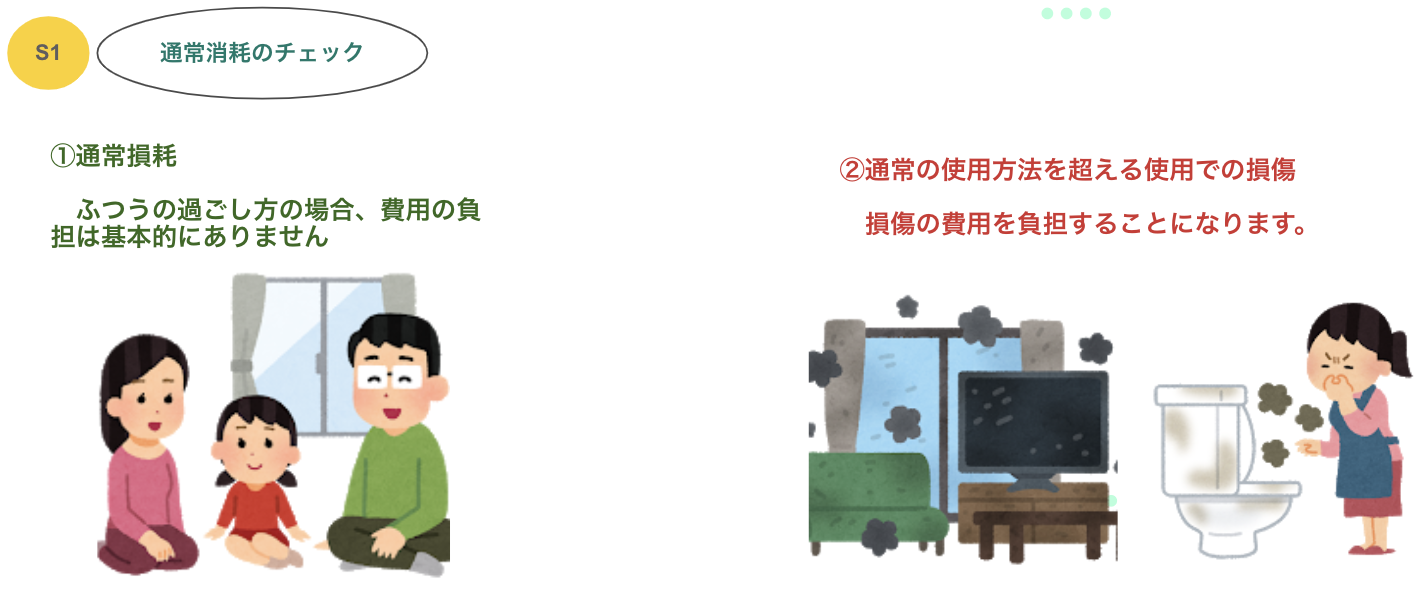 S1
通常消耗のチェック
①通常損耗
ふつうの過ごし方の場合、費用の負
担は基本的にありません
②通常の使用方法を超える使用での損傷
損傷の費用を負担することになります。